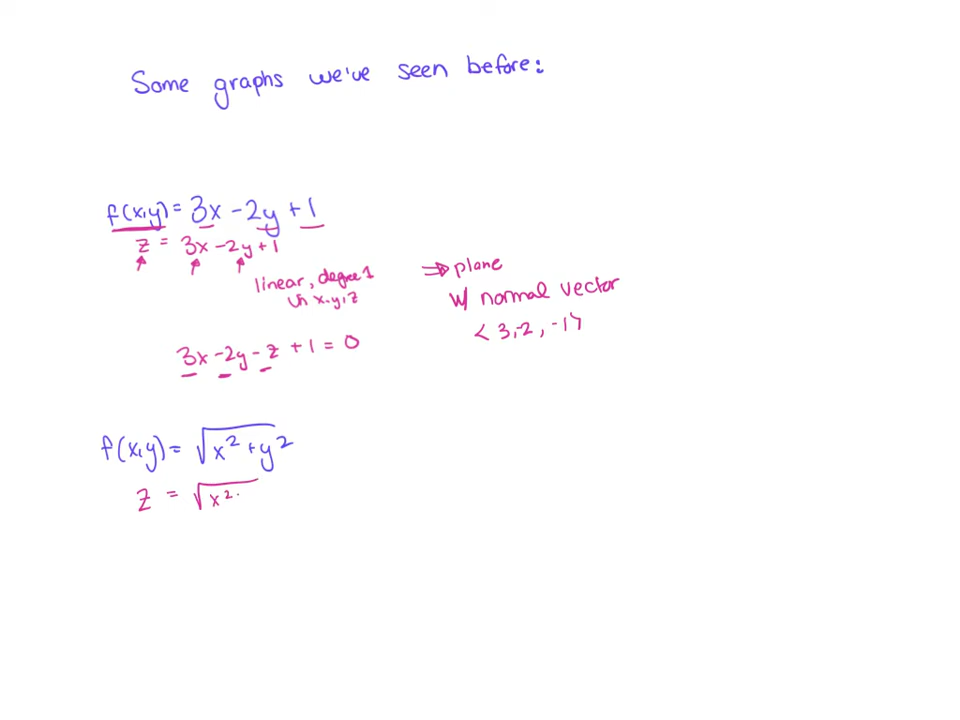 Some graphs we've seen before:
f(x,y) = 3x - 2y + 1
z = 3x - 2y + 1
linear, degree 1
in x,y,z
⇒ plane
w/ normal vector
< 3,-2, -1>
3x - 2y - z + 1 = 0
f(x,y) = √x² + y²
z = √x²